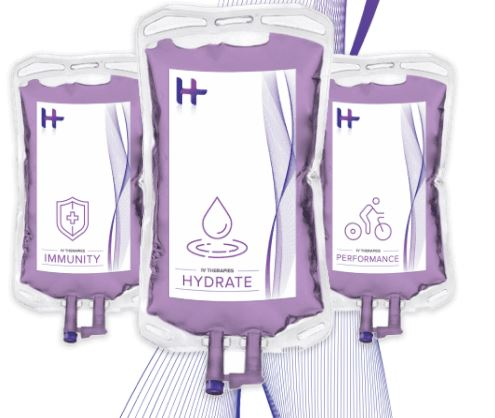 H
IV THERAPIES
IMMUNITY
H
IV THERAPIES
HYDRATE
H
IV THERAPIES
PERFORMANCE